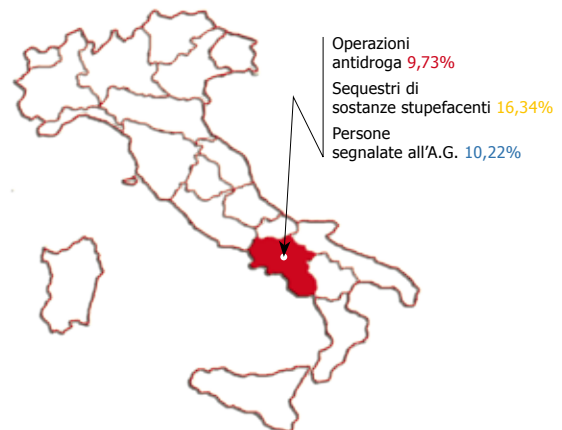 Operazioni
antidroga 9,73%
Sequestri di
sostanze stupefacenti 16,34%
Persone
segnalate all'A.G. 10,22%